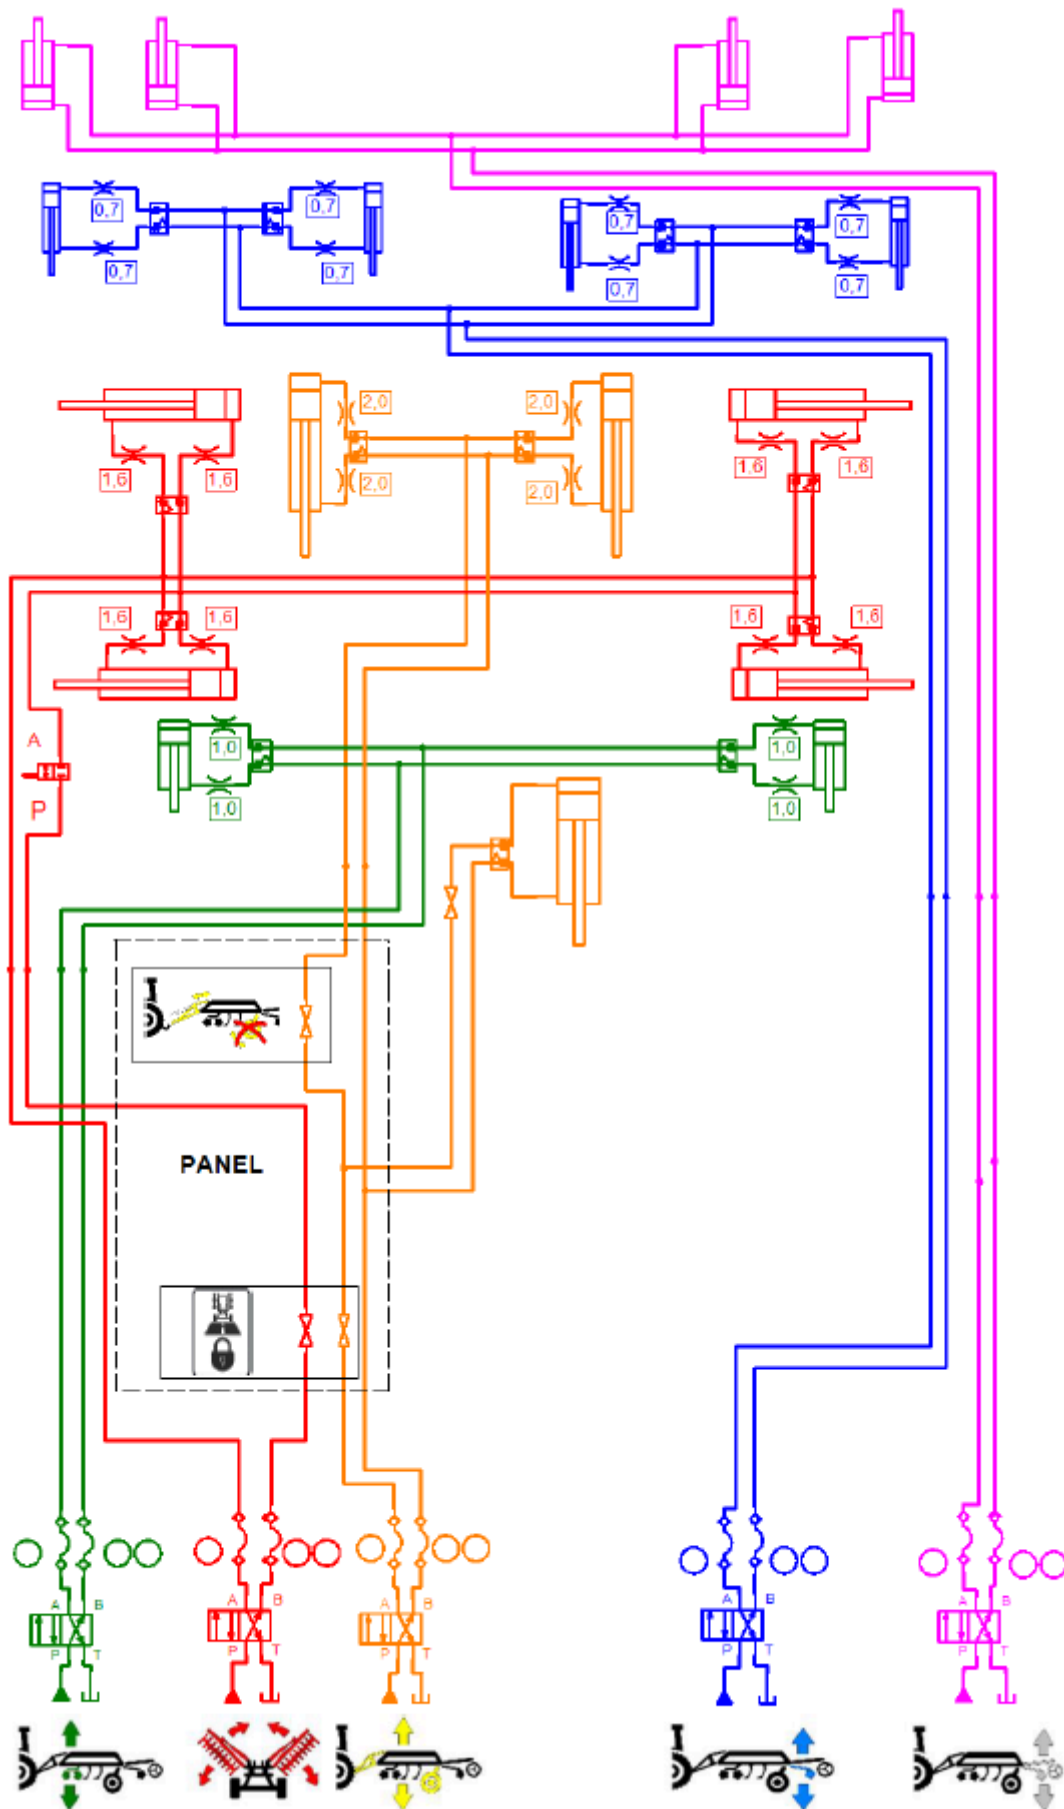 0,7 0,7 0,7 0,7
0,7 0,7 0,7 0,7
2,0 2,0
1,6 1,6 2,0 2,0 1,6 1,6
1,6 1,6 1,6 1,6
A
1,0 1,0
P
1,0 1,0
PANEL
A B A B A B A B A B
P T P T P T P T P T